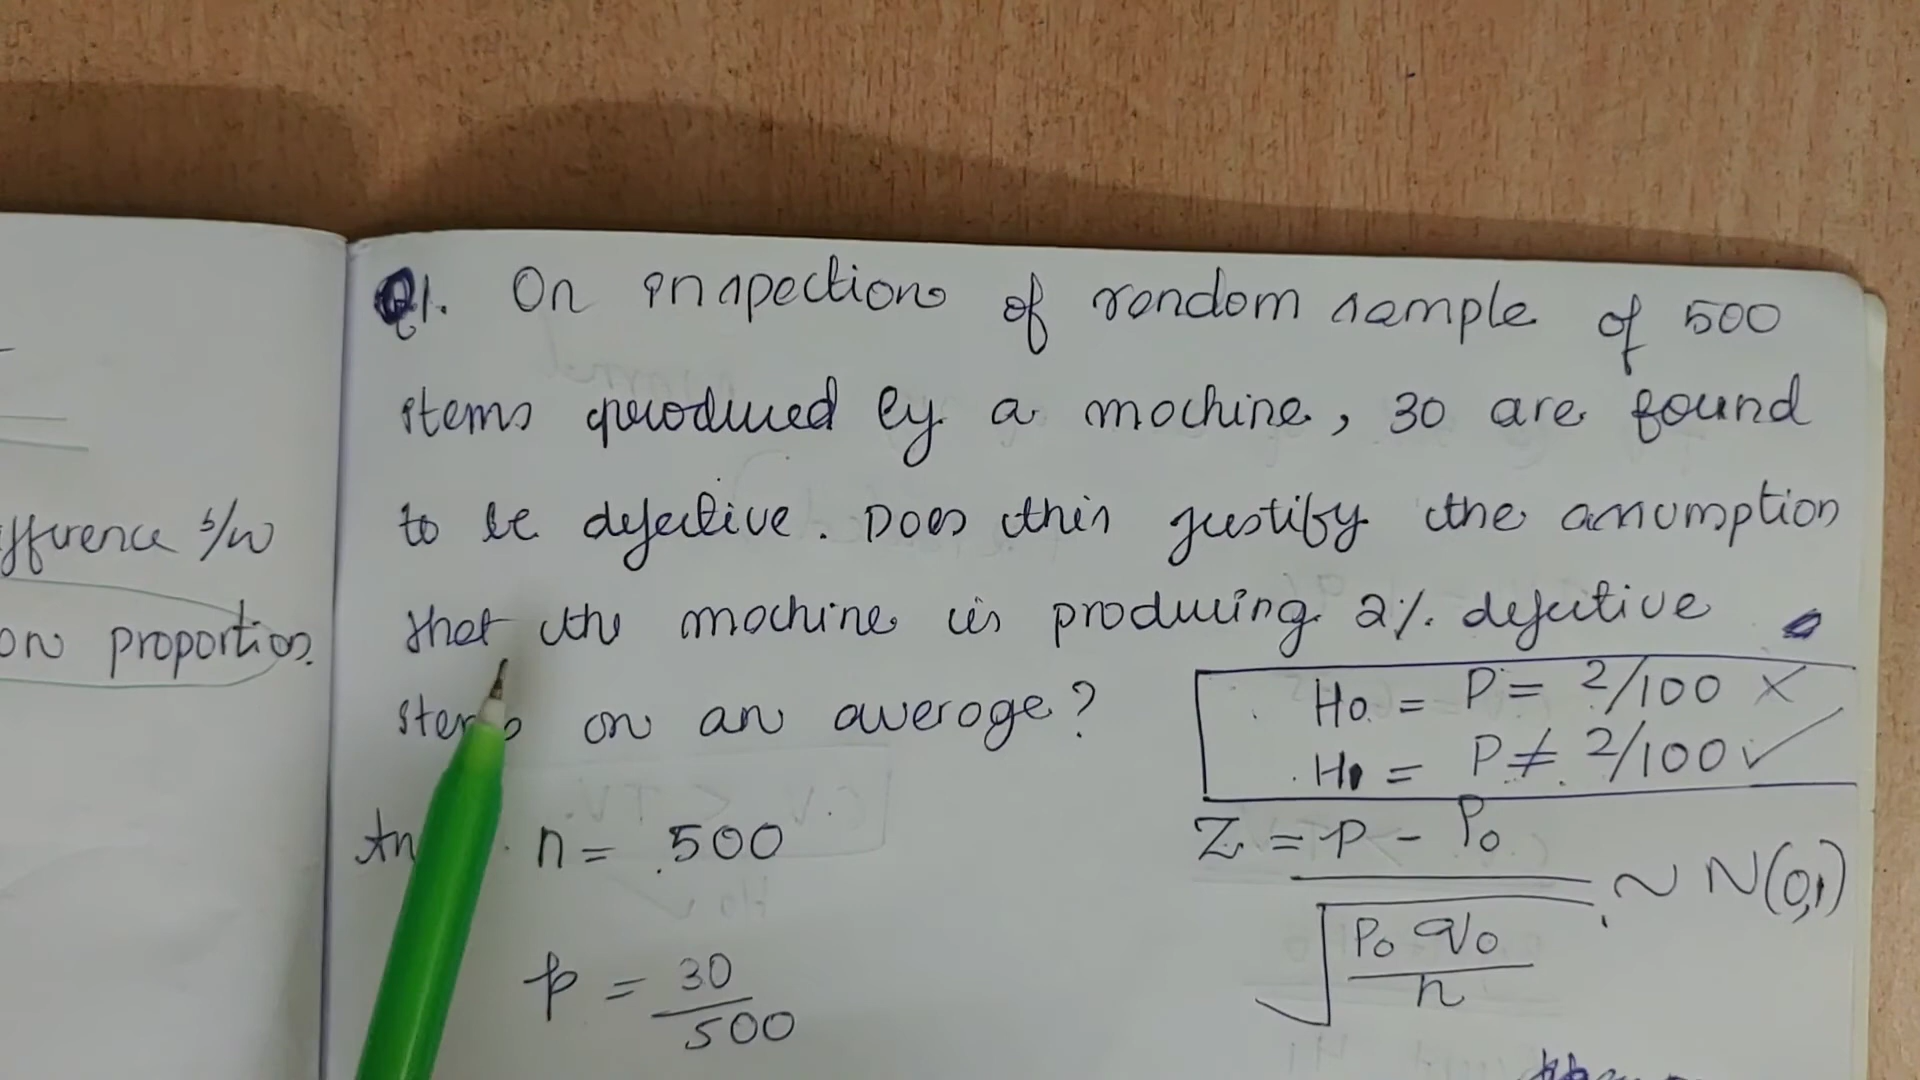 fference b/w
on proportion.
Q1. On inspection of random sample of 500
items produced by a machine, 30 are found
to be defective. Does this justify the assumption
that the machine is producing 2% defective
items on an average?
H0 = P = 2/100 ×
H1 = P ≠ 2/100 ✓
An n = 500
Z = p - P0
~ N(0,1)
P0 q0
n
p = 30
500